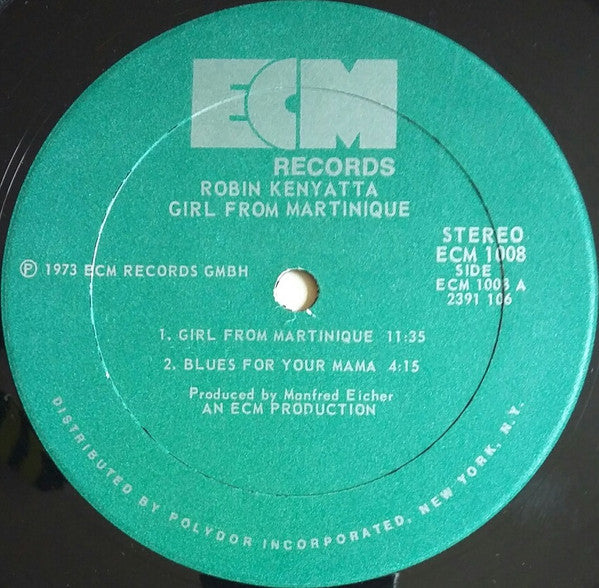 ECM
RECORDS
ROBIN KENYATTA
GIRL FROM MARTINIQUE
STEREO
ECM 1008
SIDE
ECM 1008 A
2391 106
Ⓟ 1973 ECM RECORDS GMBH
1. GIRL FROM MARTINIQUE 11:35
2. BLUES FOR YOUR MAMA 4:15
Produced by Manfred Eicher
AN ECM PRODUCTION
DISTRIBUTED BY POLYDOR INCORPORATED, NEW YORK, N.Y.